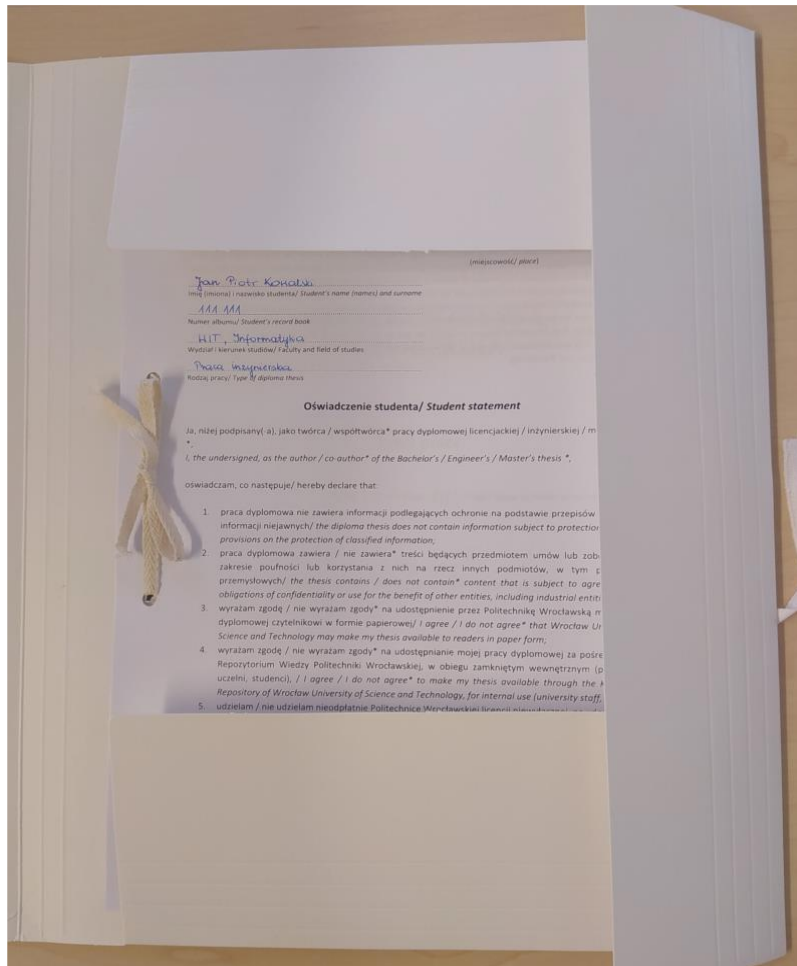 (miejscowość/ place)
Jan Piotr Kowalski
Imię (imiona) i nazwisko studenta/ Student's name (names) and surname
111 111
Numer albumu/ Student's record book
WIT, Informatyka
Wydział i kierunek studiów/ Faculty and field of studies
Praca inżynierska
Rodzaj pracy/ Type of diploma thesis
Oświadczenie studenta/ Student statement
Ja, niżej podpisany(-a), jako twórca / współtwórca* pracy dyplomowej licencjackiej / inżynierskiej / m
*,
I, the undersigned, as the author / co-author* of the Bachelor's / Engineer's / Master's thesis *,
oświadczam, co następuje/ hereby declare that:
1. praca dyplomowa nie zawiera informacji podlegających ochronie na podstawie przepisów
informacji niejawnych/ the diploma thesis does not contain information subject to protection
provisions on the protection of classified information;
2. praca dyplomowa zawiera / nie zawiera* treści będących przedmiotem umów lub zob
zakresie poufności lub korzystania z nich na rzecz innych podmiotów, w tym
przemysłowych/ the thesis contains / does not contain* content that is subject to agre
obligations of confidentiality or use for the benefit of other entities, including industrial entiti
3. wyrażam zgodę / nie wyrażam zgody* na udostępnienie przez Politechnikę Wrocławską m
dyplomowej czytelnikowi w formie papierowej/ I agree / I do not agree* that Wrocław Un
Science and Technology may make my thesis available to readers in paper form;
4. wyrażam zgodę / nie wyrażam zgody* na udostępnianie mojej pracy dyplomowej za pośre
Repozytorium Wiedzy Politechniki Wrocławskiej, w obiegu zamkniętym wewnętrznym (p
uczelni, studenci), / I agree / I do not agree* to make my thesis available through the
Repository of Wrocław University of Science and Technology, for internal use (university staff,
5. udzielam / nie udzielam nieodpłatnie Politechnice Wrocławskiej licencji